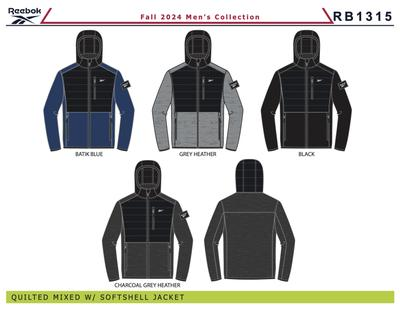 Reebok
Fall 2024 Men's Collection
RB1315
BATIK BLUE
GREY HEATHER
BLACK
CHARCOAL GREY HEATHER
QUILTED MIXED W/ SOFTSHELL JACKET